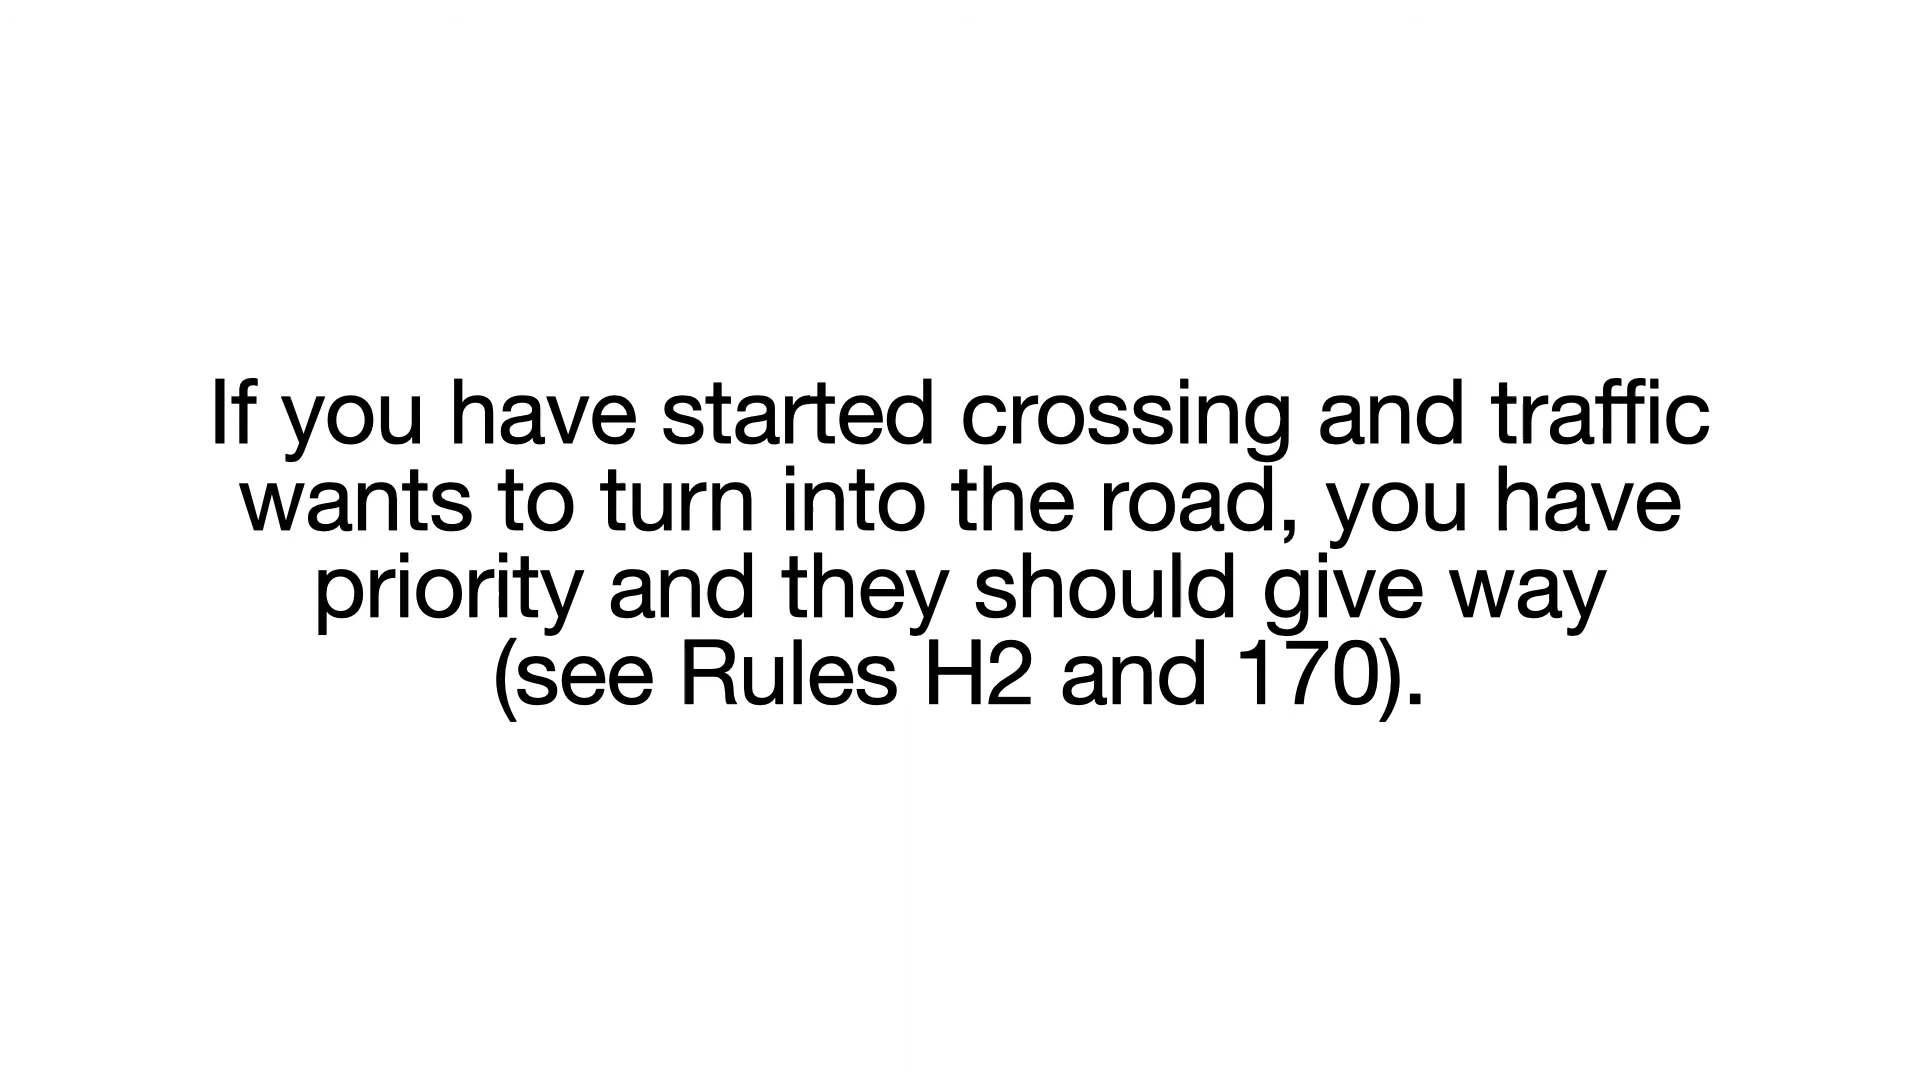 If you have started crossing and traffic
wants to turn into the road, you have
priority and they should give way
(see Rules H2 and 170).